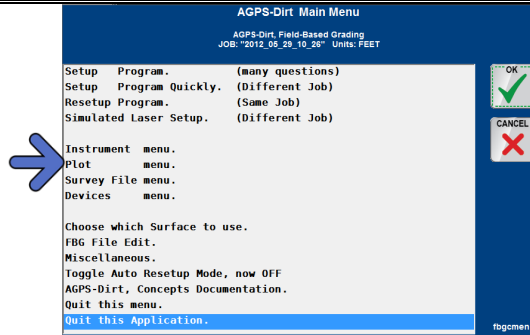 AGPS-Dirt Main Menu
AGPS-Dirt, Field-Based Grading
JOB: "2012_05_29_10_26" Units: FEET
Setup Program. (many questions)
Setup Program Quickly. (Different Job)
Resetup Program. (Same Job)
Simulated Laser Setup. (Different Job)
Instrument menu.
Plot menu.
Survey File menu.
Devices menu.
Choose which Surface to use.
FBG File Edit.
Miscellaneous.
Toggle Auto Resetup Mode, now OFF
AGPS-Dirt, Concepts Documentation.
Quit this menu.
Quit this Application.
OK
CANCEL
fbgcmen